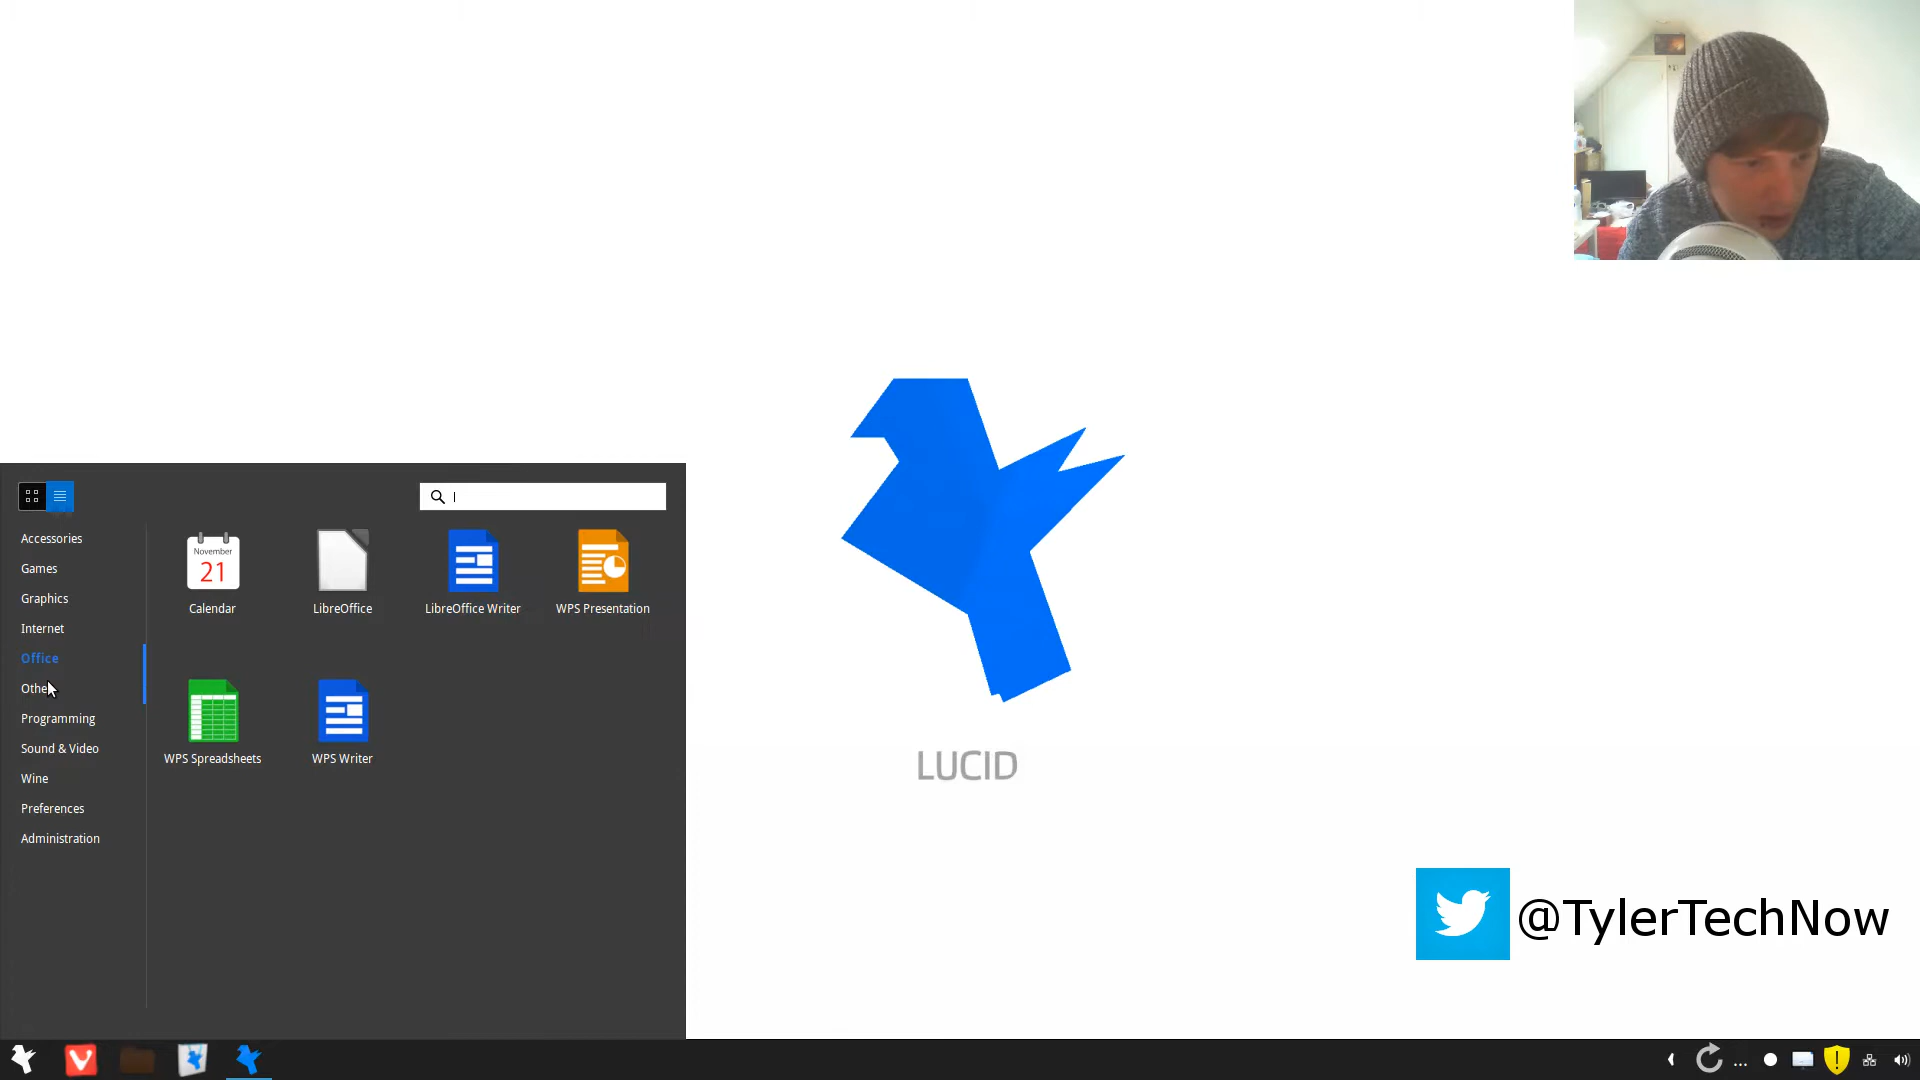 Accessories
Games
Graphics
Internet
Office
Othe
Programming
Sound & Video
Wine
Preferences
Administration
November
21
Calendar
LibreOffice
LibreOffice Writer
WPS Presentation
WPS Spreadsheets
WPS Writer
LUCID
@TylerTechNow